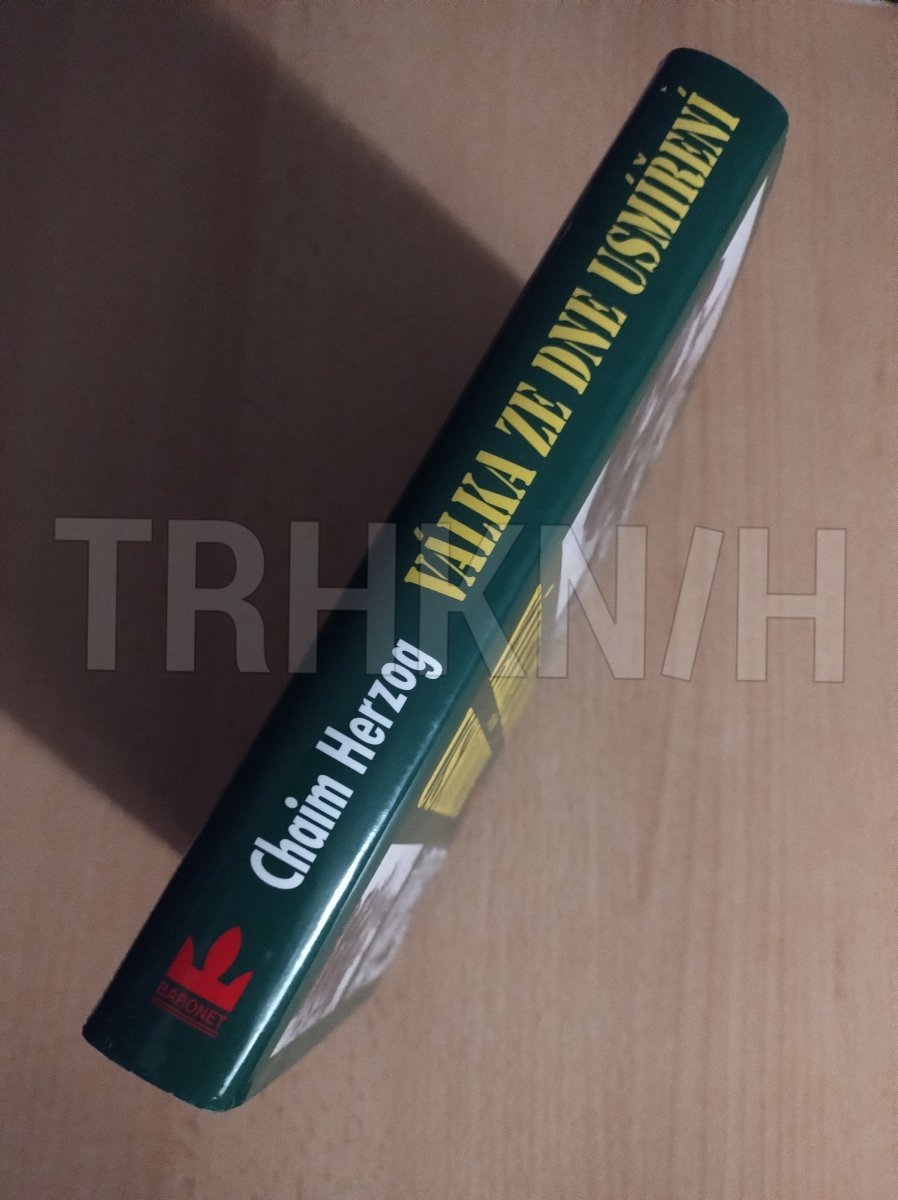 Chaim Herzog VÁLKA ZE DNE USMÍŘENÍ
BARONET
TRHKNIH